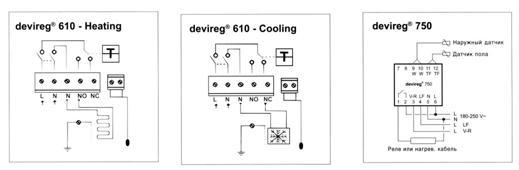 devireg® 610 - Heating
L N N NO NC
devireg® 610 - Cooling
L N N NO NC
devireg® 750
Наружный датчик
Датчик пола
7 8 9 10 11 12
W W TF TF
devireg® 750
V-R LF N L
1 2 3 4 5 6
L 180-250 V~
N
L LF
L V-R
Реле или нагрев. кабель